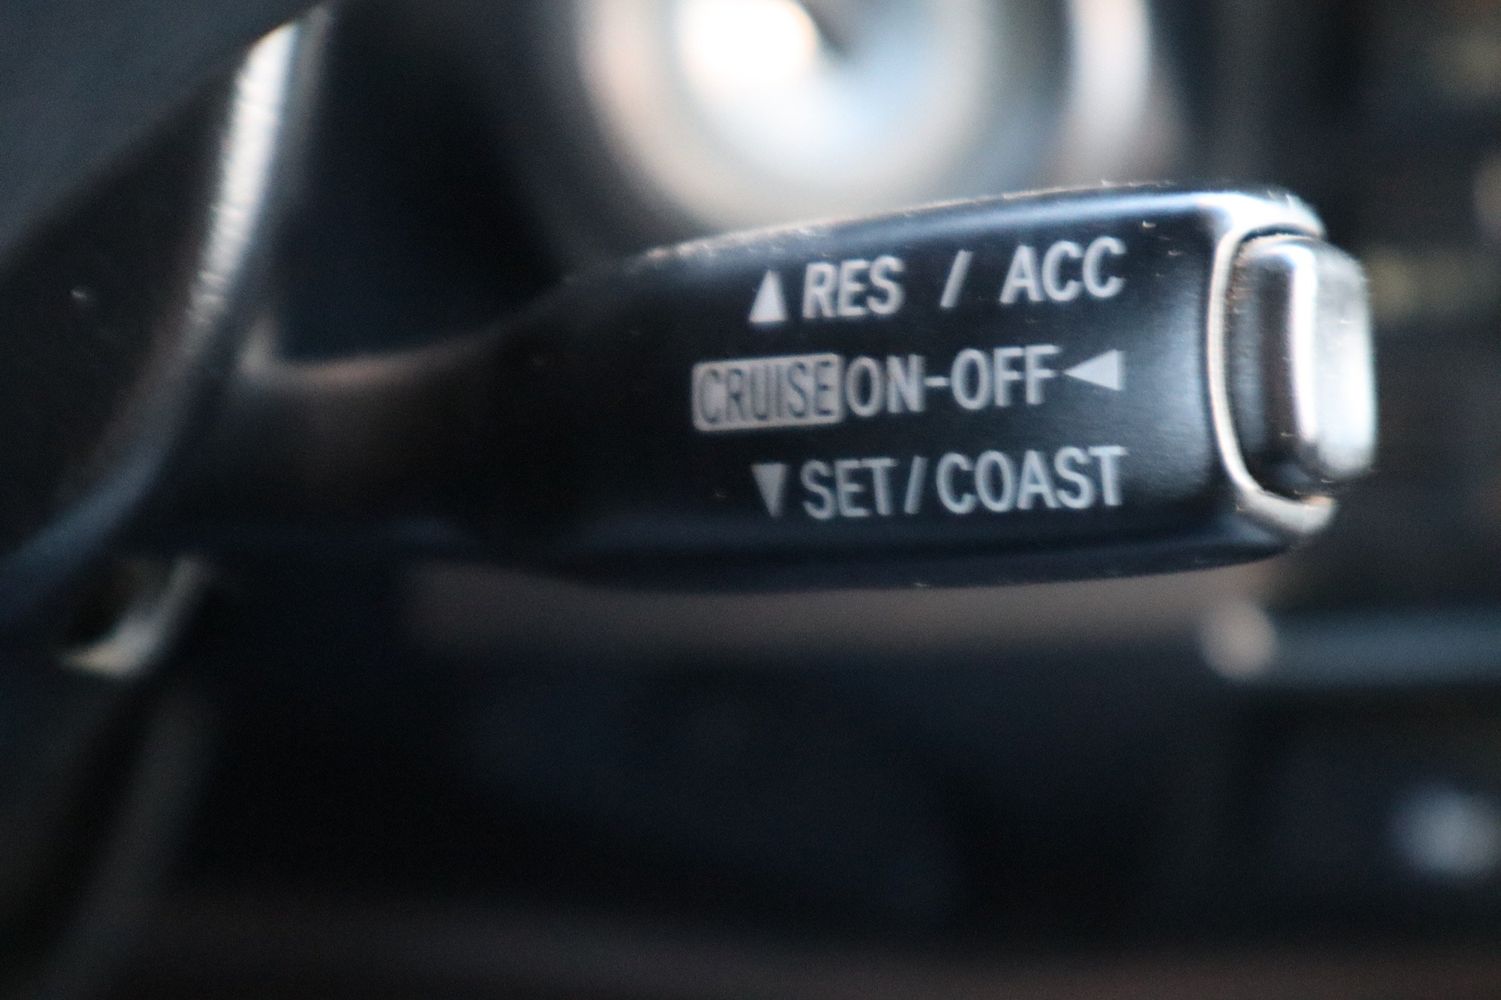 ▲RES / ACC
CRUISE ON-OFF◀
▼SET/COAST